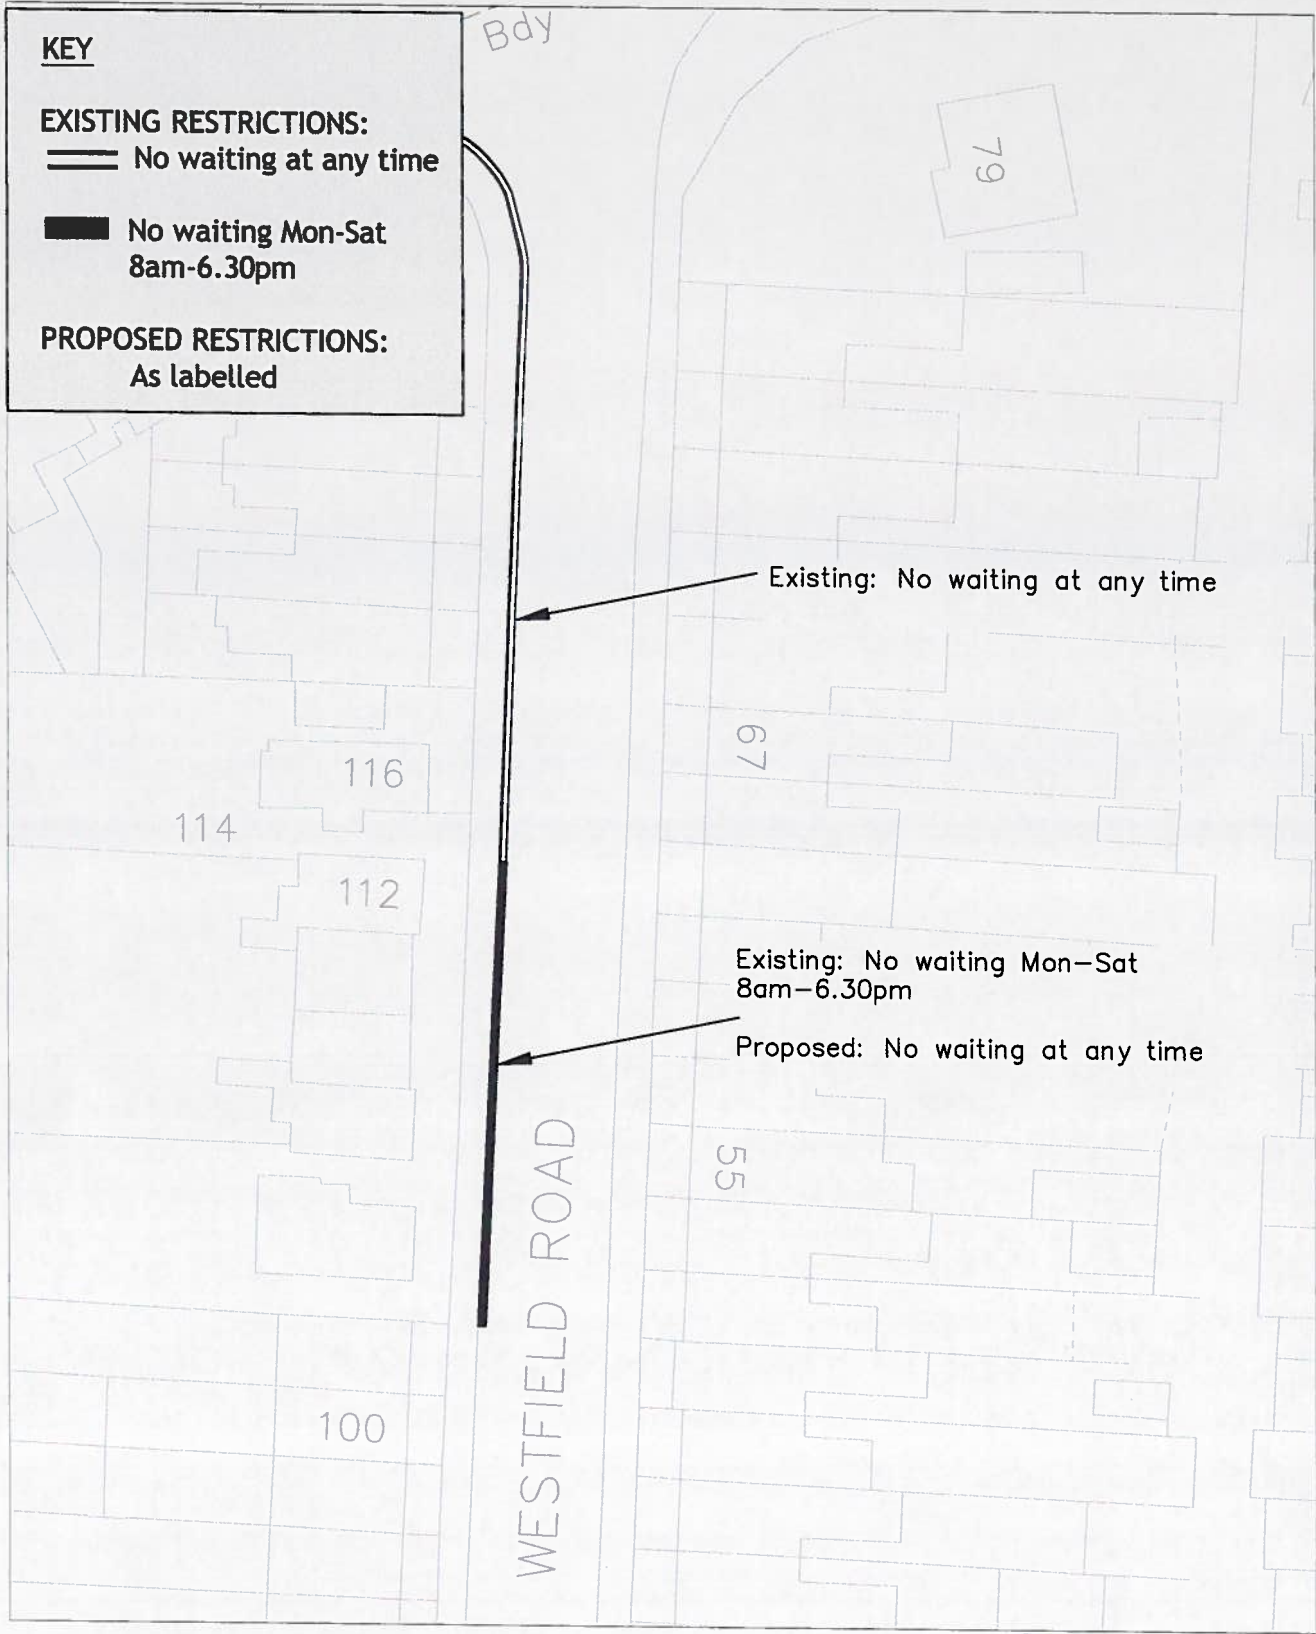 KEY
EXISTING RESTRICTIONS:
No waiting at any time
No waiting Mon-Sat
8am-6.30pm
PROPOSED RESTRICTIONS:
As labelled
Bdy
79
Existing: No waiting at any time
67
116
114
112
Existing: No waiting Mon-Sat
8am-6.30pm
Proposed: No waiting at any time
55
WESTFIELD ROAD
100